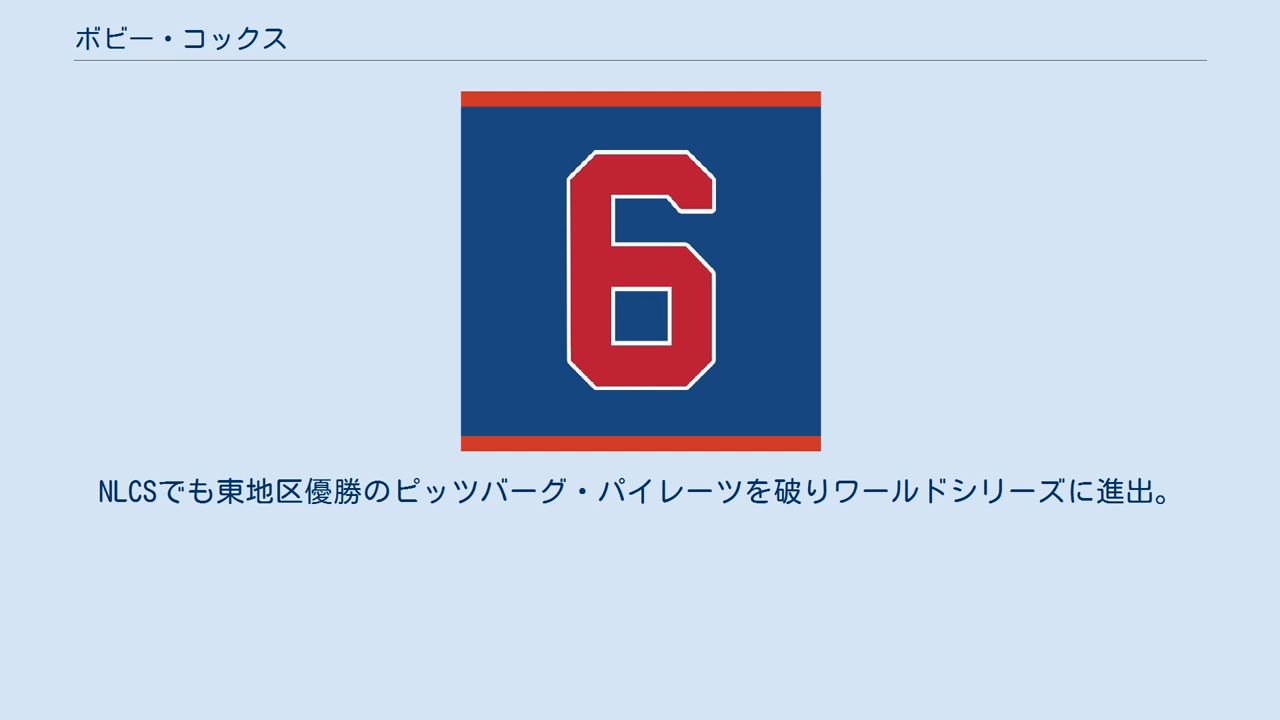 ボビー・コックス
6
NLCSでも東地区優勝のピッツバーグ・パイレーツを破りワールドシリーズに進出。